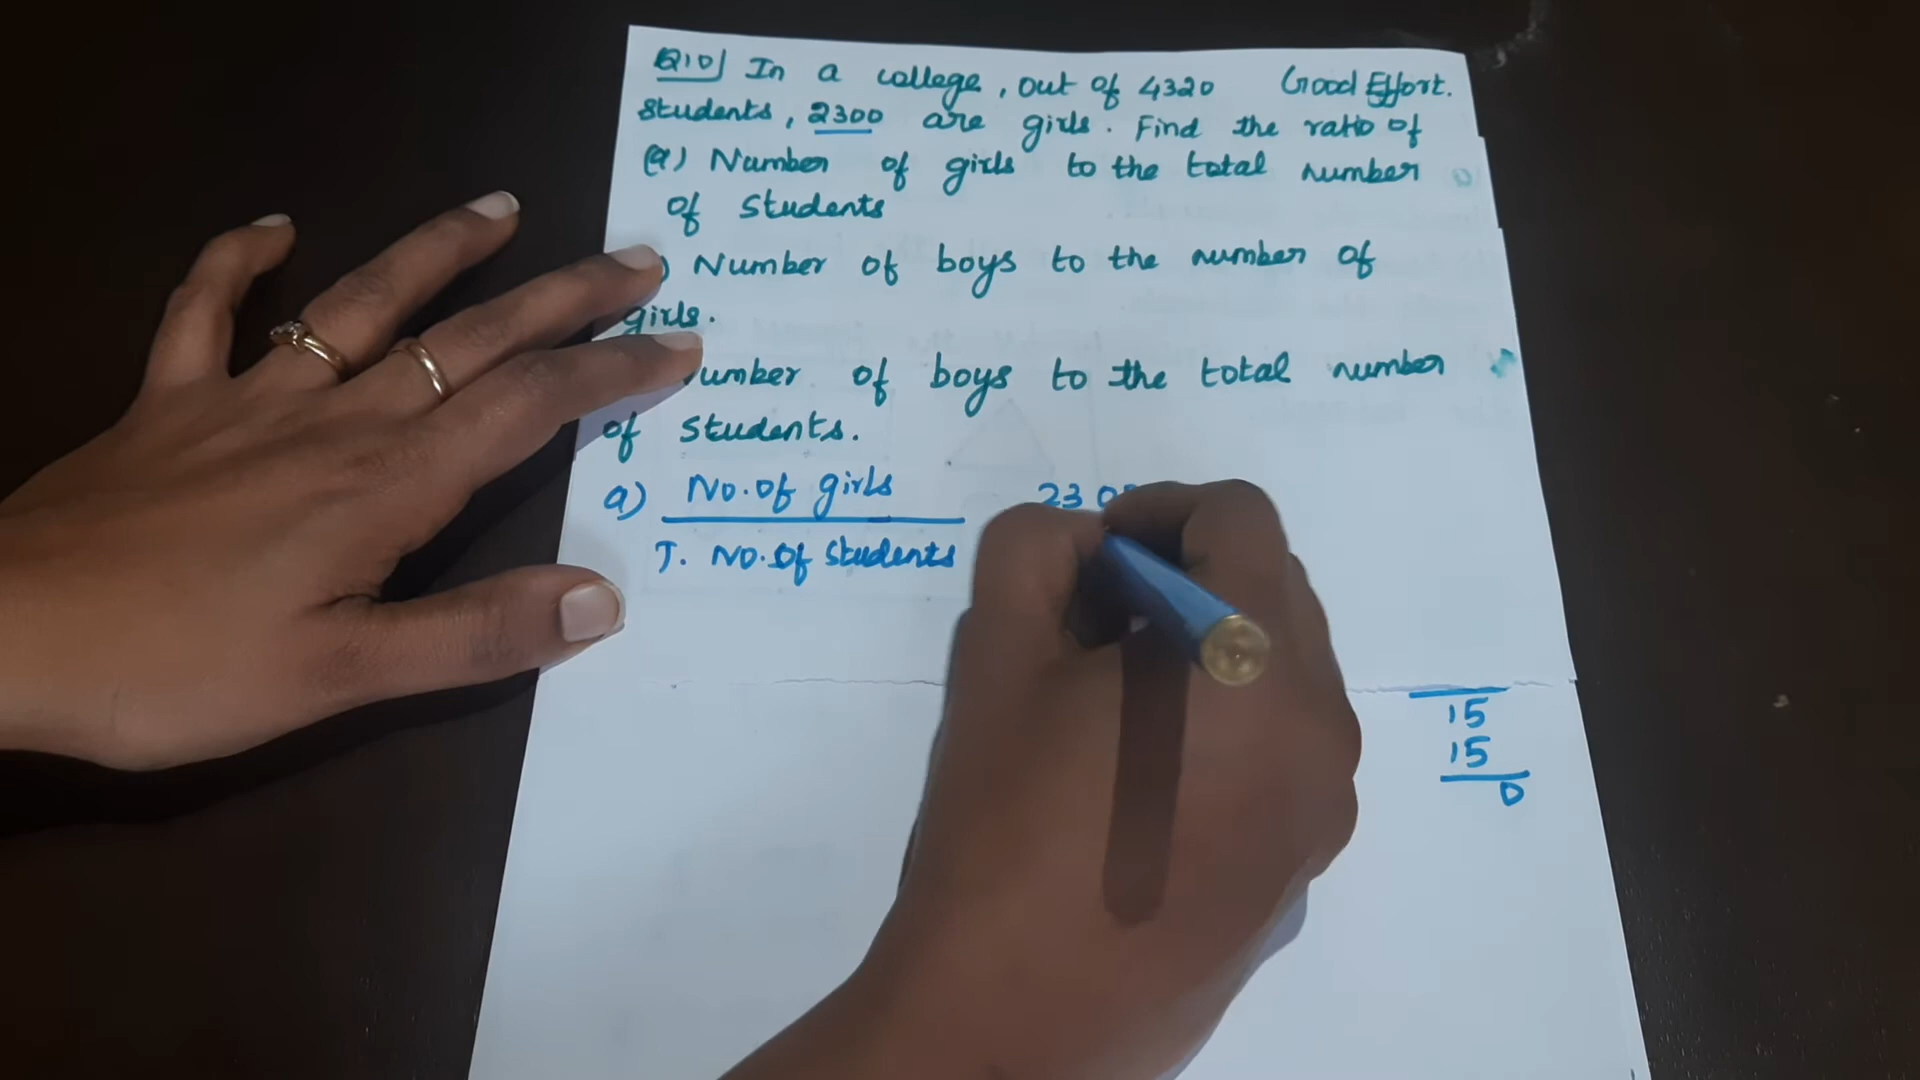 Q10) In a college, out of 4320 Good Effort.
students, 2300 are girls. Find the ratio of
(a) Number of girls to the total number
of students
) Number of boys to the number of
girls.
umber of boys to the total number
of students.
a) No. of girls 230
T. No. of students
15
15
0